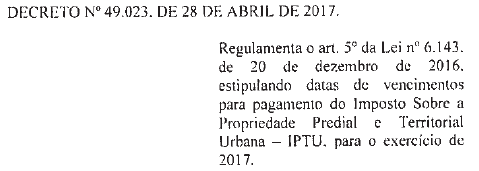 DECRETO Nº 49.023, DE 28 DE ABRIL DE 2017.
Regulamenta o art. 5º da Lei nº 6.143,
de 20 de dezembro de 2016,
estipulando datas de vencimentos
para pagamento do Imposto Sobre a
Propriedade Predial e Territorial
Urbana – IPTU, para o exercício de
2017.